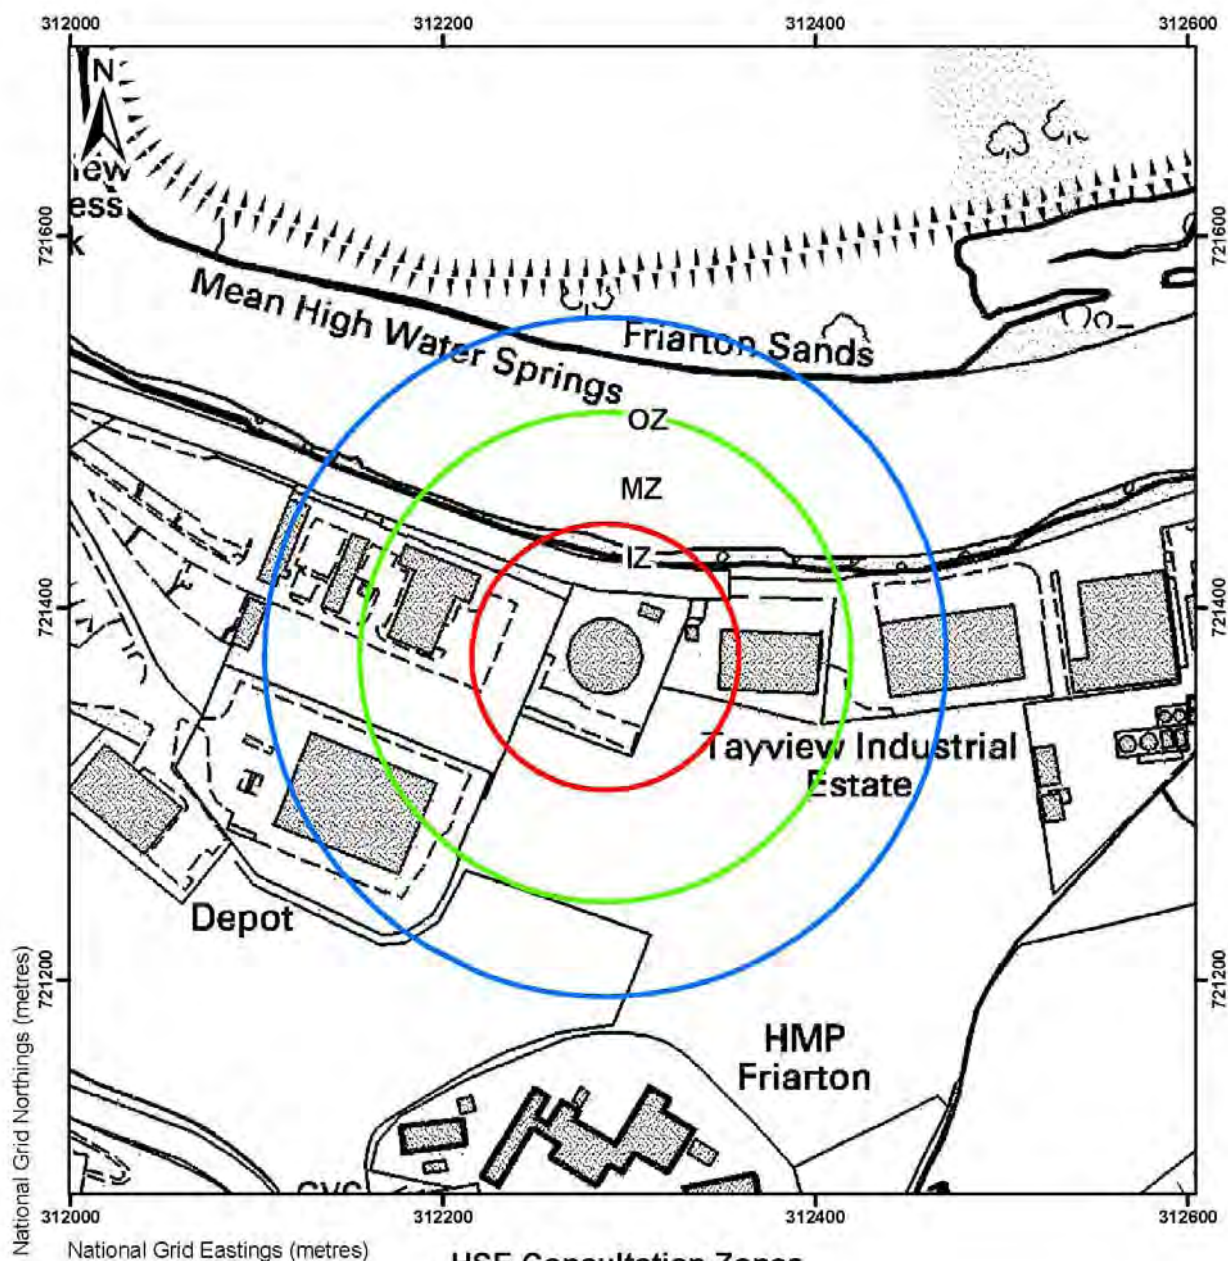 312000 312200 312400 312600
N
ew
ess
k
721600 721600
Mean High Water Springs
Friarton Sands
OZ
MZ
IZ
721400 721400
Tayview Industrial
Estate
Depot
721200 721200
HMP
Friarton
312000 312200 312400 312600
National Grid Northings (metres)
National Grid Eastings (metres)
HSE Consultation Zones